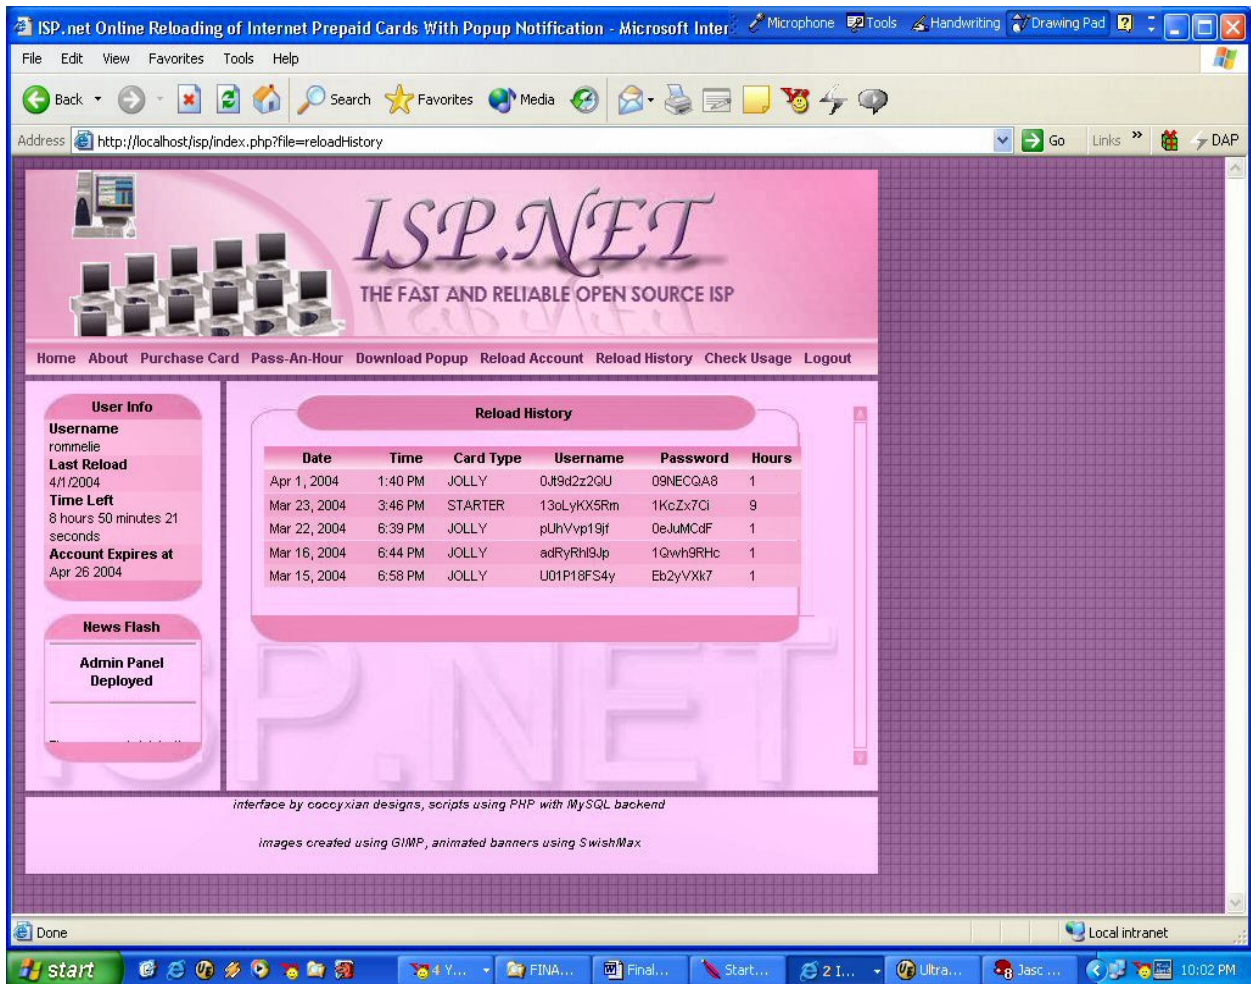 ISP.net Online Reloading of Internet Prepaid Cards With Popup Notification - Microsoft Inter
Microphone Tools Handwriting Drawing Pad
File Edit View Favorites Tools Help
Back Search Favorites Media
Address http://localhost/isp/index.php?file=reloadHistory Go Links » DAP
ISP.NET
THE FAST AND RELIABLE OPEN SOURCE ISP
Home About Purchase Card Pass-An-Hour Download Popup Reload Account Reload History Check Usage Logout
User Info
Username
rommelie
Last Reload
4/1/2004
Time Left
8 hours 50 minutes 21
seconds
Account Expires at
Apr 26 2004
News Flash
Admin Panel
Deployed
Reload History
Date Time Card Type Username Password Hours
Apr 1, 2004 1:40 PM JOLLY 0Jt9d2z2QU 09NECQA8 1
Mar 23, 2004 3:46 PM STARTER 13oLyKX5Rm 1KcZx7Ci 9
Mar 22, 2004 6:39 PM JOLLY pUhVvp19jf 0eJuMCdF 1
Mar 16, 2004 6:44 PM JOLLY adRyRhl9Jp 1Qwh9RHc 1
Mar 15, 2004 6:58 PM JOLLY U01P18FS4y Eb2yVXk7 1
interface by coccyxian designs, scripts using PHP with MySQL backend
images created using GIMP, animated banners using SwishMax
Done Local intranet
start 4 Y... FINA... Final... Start... 2 I... Ultra... Jasc ... 10:02 PM